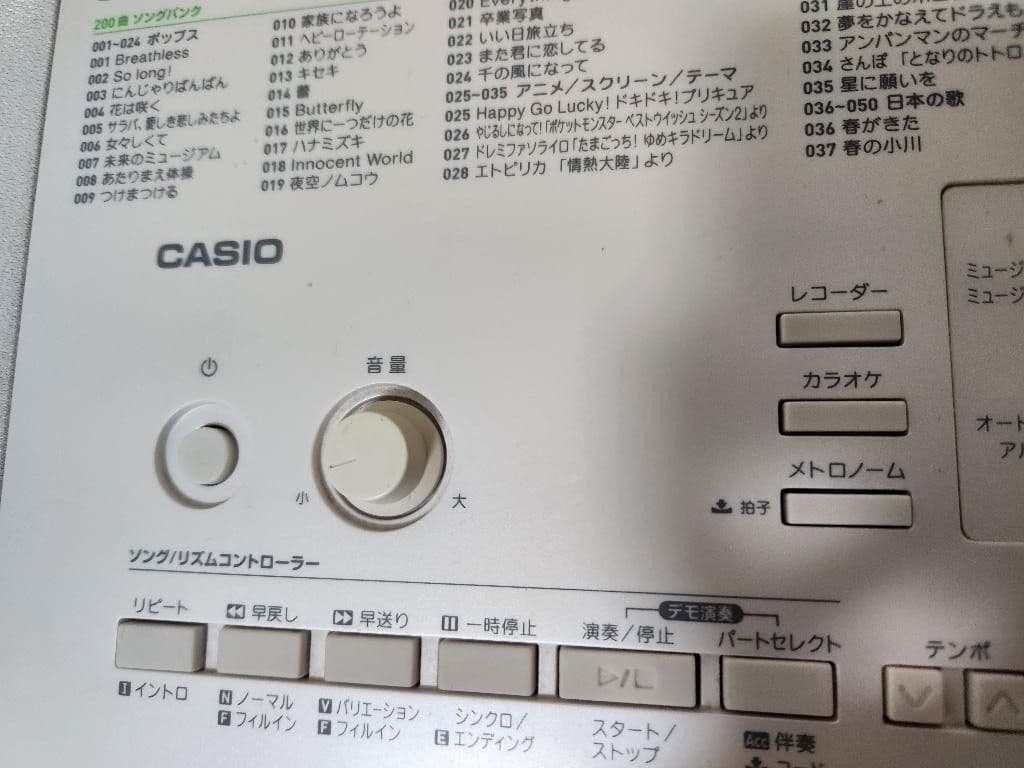 200曲 ソングバンク
001~024 ポップス
001 Breathless
002 So long!
003 にんじゃりばんばん
004 花は咲く
005 サラバ、愛しき悲しみたちよ
006 女々しくて
007 未来のミュージアム
008 あたりまえ体操
009 つけまつける
010 家族になろうよ
011 ヘビーローテーション
012 ありがとう
013 キセキ
014 蕾
015 Butterfly
016 世界に一つだけの花
017 ハナミズキ
018 Innocent World
019 夜空ノムコウ
020
021 卒業写真
022 いい日旅立ち
023 また君に恋してる
024 千の風になって
025-035 アニメ/スクリーン/テーマ
025 Happy Go Lucky!ドキドキ!プリキュア
026 やじるしになって!「ポケットモンスター ベストウイッシュ シーズン2」より
027 ドレミファソライロ「たまごっち! ゆめキラドリーム」より
028 エトピリカ 「情熱大陸」より
031
032 夢をかなえてドラえも
033 アンパンマンのマーチ
034 さんぽ 「となりのトトロ
035 星に願いを
036~050 日本の歌
036 春がきた
037 春の小川
CASIO
音量
小
大
レコーダー
カラオケ
メトロノーム
拍子
ミュージ
ミュージ
オート
ア
ソング/リズムコントローラー
デモ演奏
リピート
早戻し
早送り
一時停止
演奏/停止
パートセレクト
テンポ
I イントロ
N ノーマル
F フィルイン
V バリエーション
F フィルイン
シンクロ/
E エンディング
スタート/
ストップ
Acc 伴奏
コード